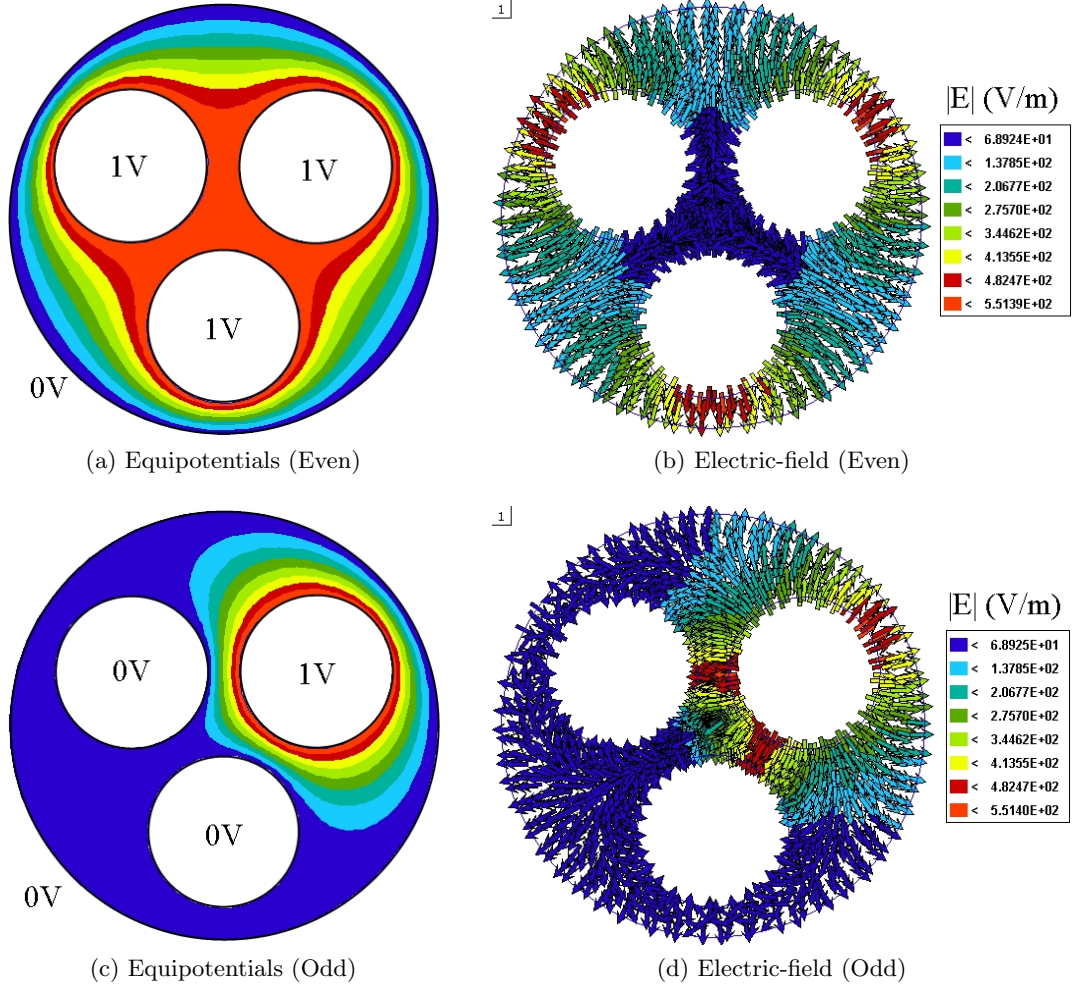 1V
1V
1V
0V
(a) Equipotentials (Even)
1
|E| (V/m)
< 6.8924E+01
< 1.3785E+02
< 2.0677E+02
< 2.7570E+02
< 3.4462E+02
< 4.1355E+02
< 4.8247E+02
< 5.5139E+02
(b) Electric-field (Even)
0V
1V
0V
0V
(c) Equipotentials (Odd)
1
|E| (V/m)
< 6.8925E+01
< 1.3785E+02
< 2.0677E+02
< 2.7570E+02
< 3.4462E+02
< 4.1355E+02
< 4.8247E+02
< 5.5140E+02
(d) Electric-field (Odd)